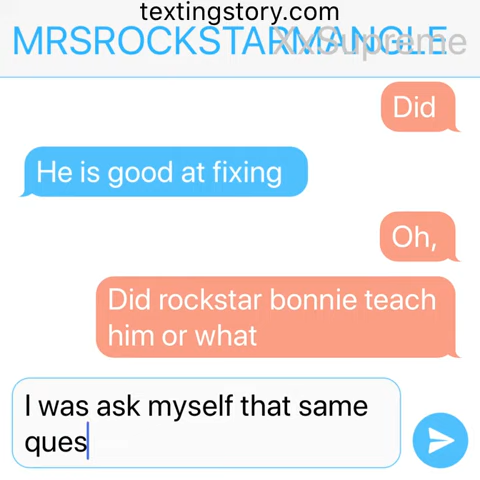 textingstory.com
MRSROCKSTARMANGLE
XxSupreme
Did
He is good at fixing
Oh,
Did rockstar bonnie teach
him or what
I was ask myself that same
ques